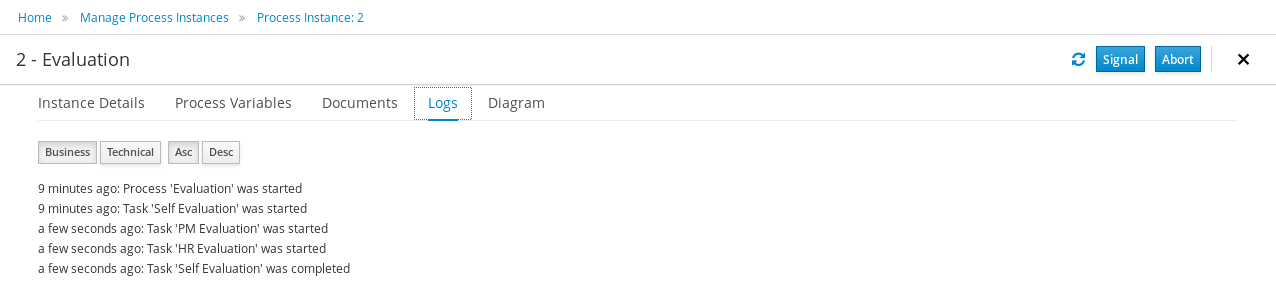 Home » Manage Process Instances » Process Instance: 2
2 - Evaluation
Signal Abort
Instance Details Process Variables Documents Logs Diagram
Business Technical Asc Desc
9 minutes ago: Process 'Evaluation' was started
9 minutes ago: Task 'Self Evaluation' was started
a few seconds ago: Task 'PM Evaluation' was started
a few seconds ago: Task 'HR Evaluation' was started
a few seconds ago: Task 'Self Evaluation' was completed